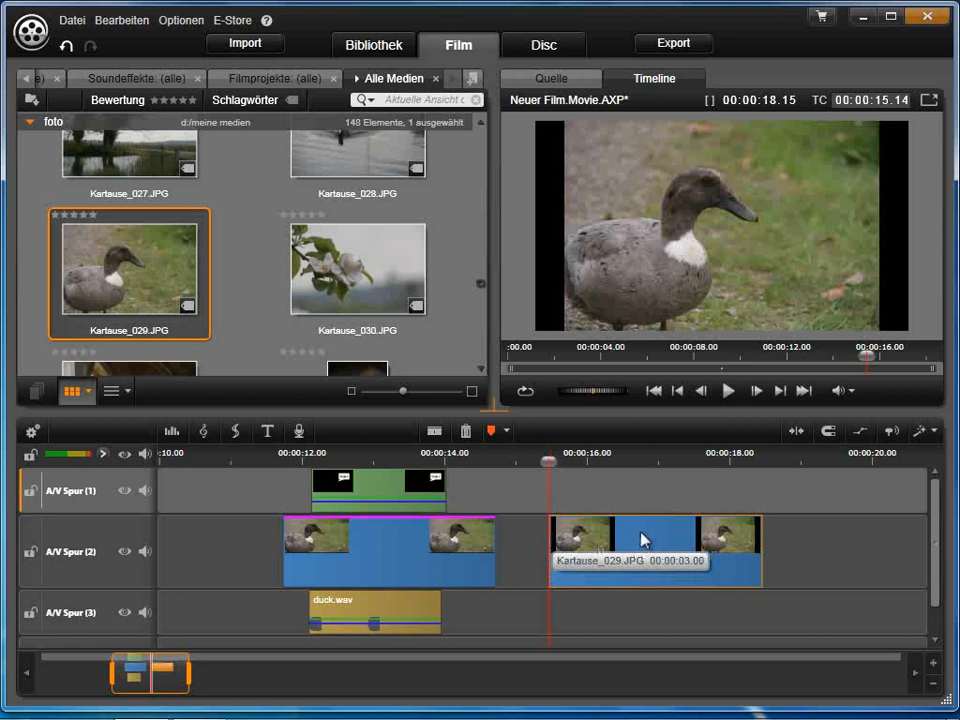 Datei Bearbeiten Optionen E-Store ?
Import Bibliothek Film Disc Export
e) × Soundeffekte: (alle) × Filmprojekte: (alle) × Alle Medien ×
Bewertung Schlagwörter Aktuelle Ansicht
foto d:/meine medien 148 Elemente, 1 ausgewählt
Kartause_027.JPG Kartause_028.JPG
Kartause_029.JPG Kartause_030.JPG
Quelle Timeline
Neuer Film.Movie.AXP* [ ] 00:00:18.15 TC 00:00:15.14
:00.00 00:00:04.00 00:00:08.00 00:00:12.00 00:00:16.00
:10.00 00:00:12.00 00:00:14.00 00:00:16.00 00:00:18.00 00:00:20.00
A/V Spur (1)
A/V Spur (2)
Kartause_029.JPG 00:00:03.00
A/V Spur (3)
duck.wav